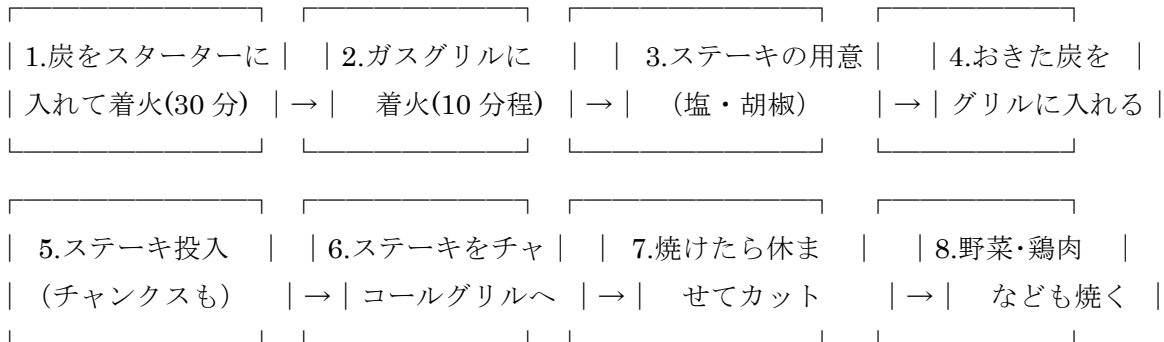 1.炭をスターターに 2.ガスグリルに 3.ステーキの用意 4.おきた炭を
入れて着火(30 分) → 着火(10 分程) → （塩・胡椒） → グリルに入れる
5.ステーキ投入 6.ステーキをチャ 7.焼けたら休ま 8.野菜・鶏肉
（チャンクスも） → コールグリルへ → せてカット → なども焼く